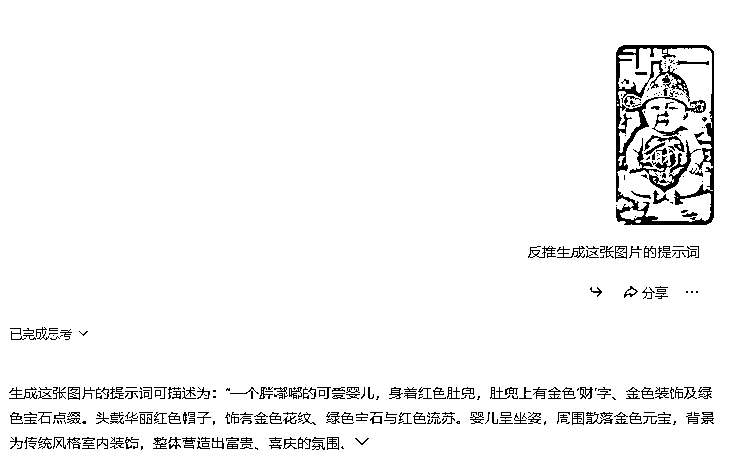 反推生成这张图片的提示词
分享
已完成思考
生成这张图片的提示词可描述为：“一个胖嘟嘟的可爱婴儿，身着红色肚兜，肚兜上有金色‘财’字、金色装饰及绿
色宝石点缀。头戴华丽红色帽子，饰有金色花纹、绿色宝石与红色流苏。婴儿呈坐姿，周围散落金色元宝，背景
为传统风格室内装饰，整体营造出富贵、喜庆的氛围。